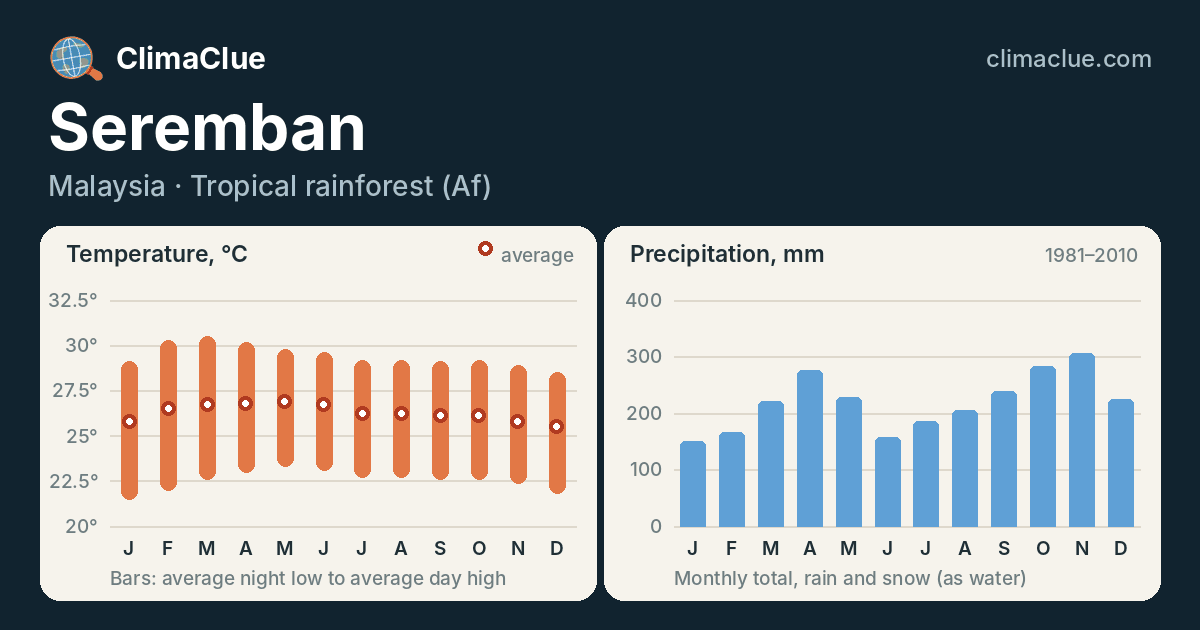 ClimaClue
climaclue.com
Seremban
Malaysia · Tropical rainforest (Af)
Temperature, °C
average
32.5°
30°
27.5°
25°
22.5°
20°
J F M A M J J A S O N D
Bars: average night low to average day high
Precipitation, mm
1981–2010
400
300
200
100
0
J F M A M J J A S O N D
Monthly total, rain and snow (as water)